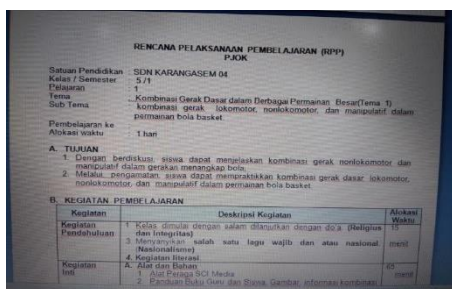 RENCANA PELAKSANAAN PEMBELAJARAN (RPP)
PJOK
Satuan Pendidikan : SDN KARANGASEM 04
Kelas / Semester : 5 /1
Pelajaran : 1
Tema : Kombinasi Gerak Dasar dalam Berbagai Permainan Besar(Tema 1)
Sub Tema : kombinasi gerak lokomotor, nonlokomotor, dan manipulatif dalam
permainan bola basket
Pembelajaran ke
Alokasi waktu : 1 hari
A. TUJUAN
1. Dengan berdiskusi, siswa dapat menjelaskan kombinasi gerak nonlokomotor dan
manipulatif dalam gerakan menangkap bola;
2. Melalui pengamatan, siswa dapat mempraktikkan kombinasi gerak dasar lokomotor,
nonlokomotor, dan manipulatif dalam permainan bola basket
B. KEGIATAN PEMBELAJARAN
Kegiatan Deskripsi Kegiatan Alokasi
Waktu
Kegiatan 1. Kelas dimulai dengan salam dilanjutkan dengan do'a. (Religius 15
Pendahuluan dan Integritas)
3. Menyanyikan salah satu lagu wajib dan atau nasional. menit
(Nasionalisme)
4. Kegiatan literasi.
Kegiatan A. Alat dan Bahan 65
Inti 1. Alat Peraga SCI Media menit
2. Panduan Buku Guru dan Siswa, Gambar, informasi kombinasi